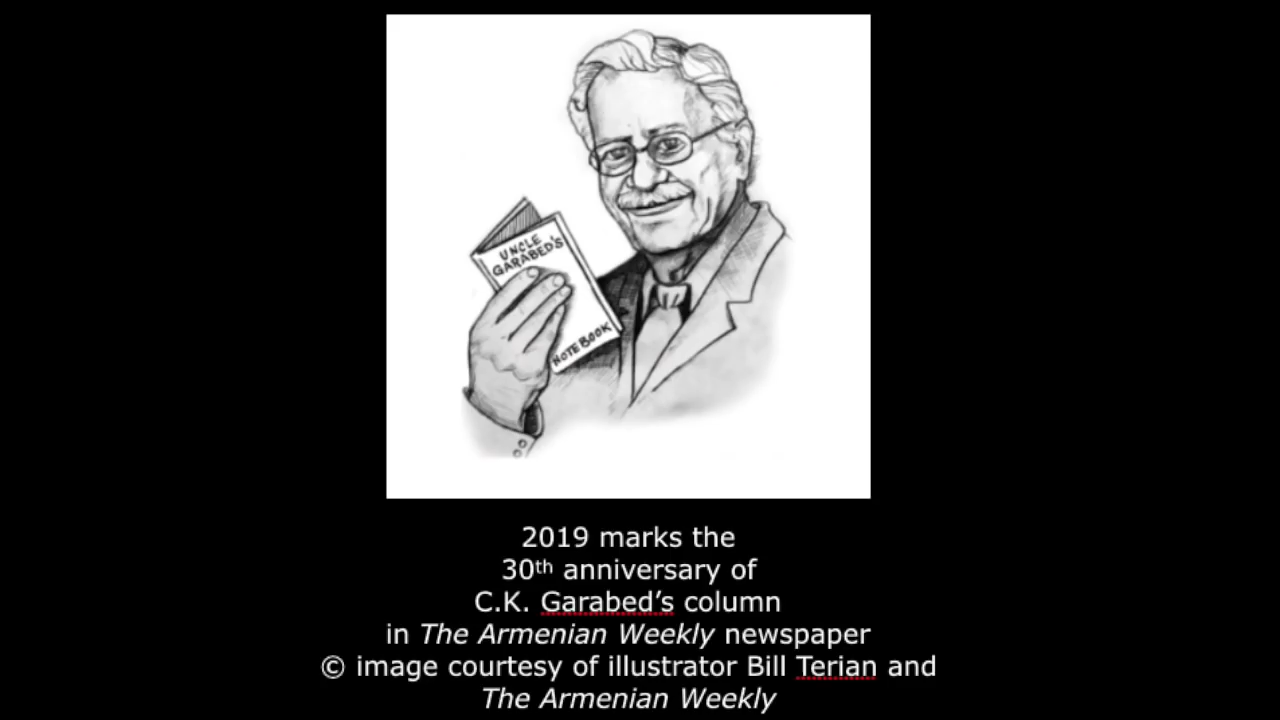 UNCLE
GARABED'S
NOTEBOOK
2019 marks the
30th anniversary of
C.K. Garabed’s column
in The Armenian Weekly newspaper
© image courtesy of illustrator Bill Terian and
The Armenian Weekly